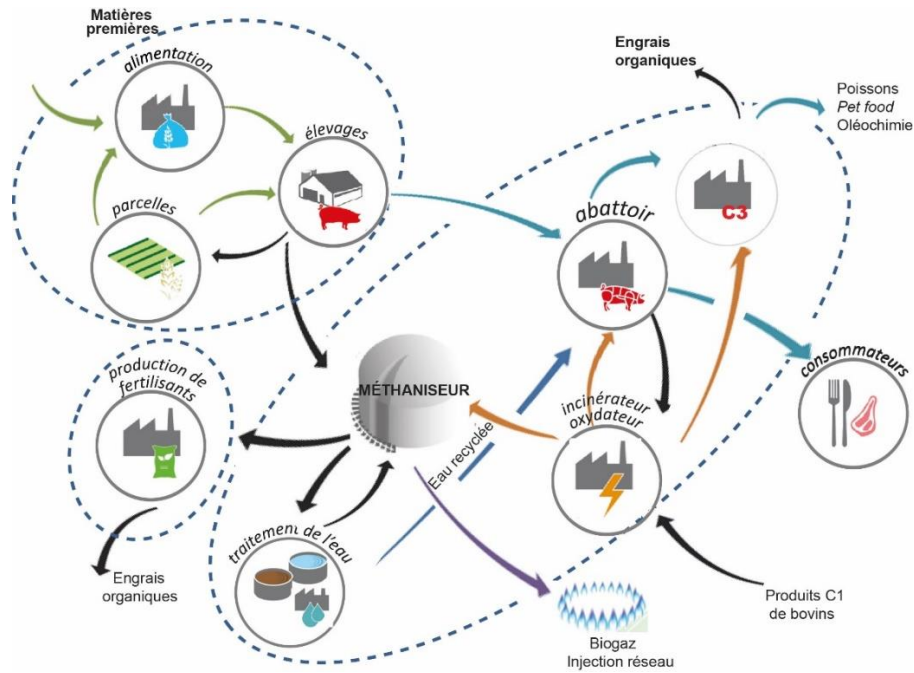 Matières
premières
alimentation
élevages
parcelles
Engrais
organiques
Poissons
Pet food
Oléochimie
C3
abattoir
consommateurs
production de
fertilisants
MÉTHANISEUR
incinérateur
oxydateur
Eau recyclée
traitement de l'eau
Engrais
organiques
Biogaz
Injection réseau
Produits C1
de bovins